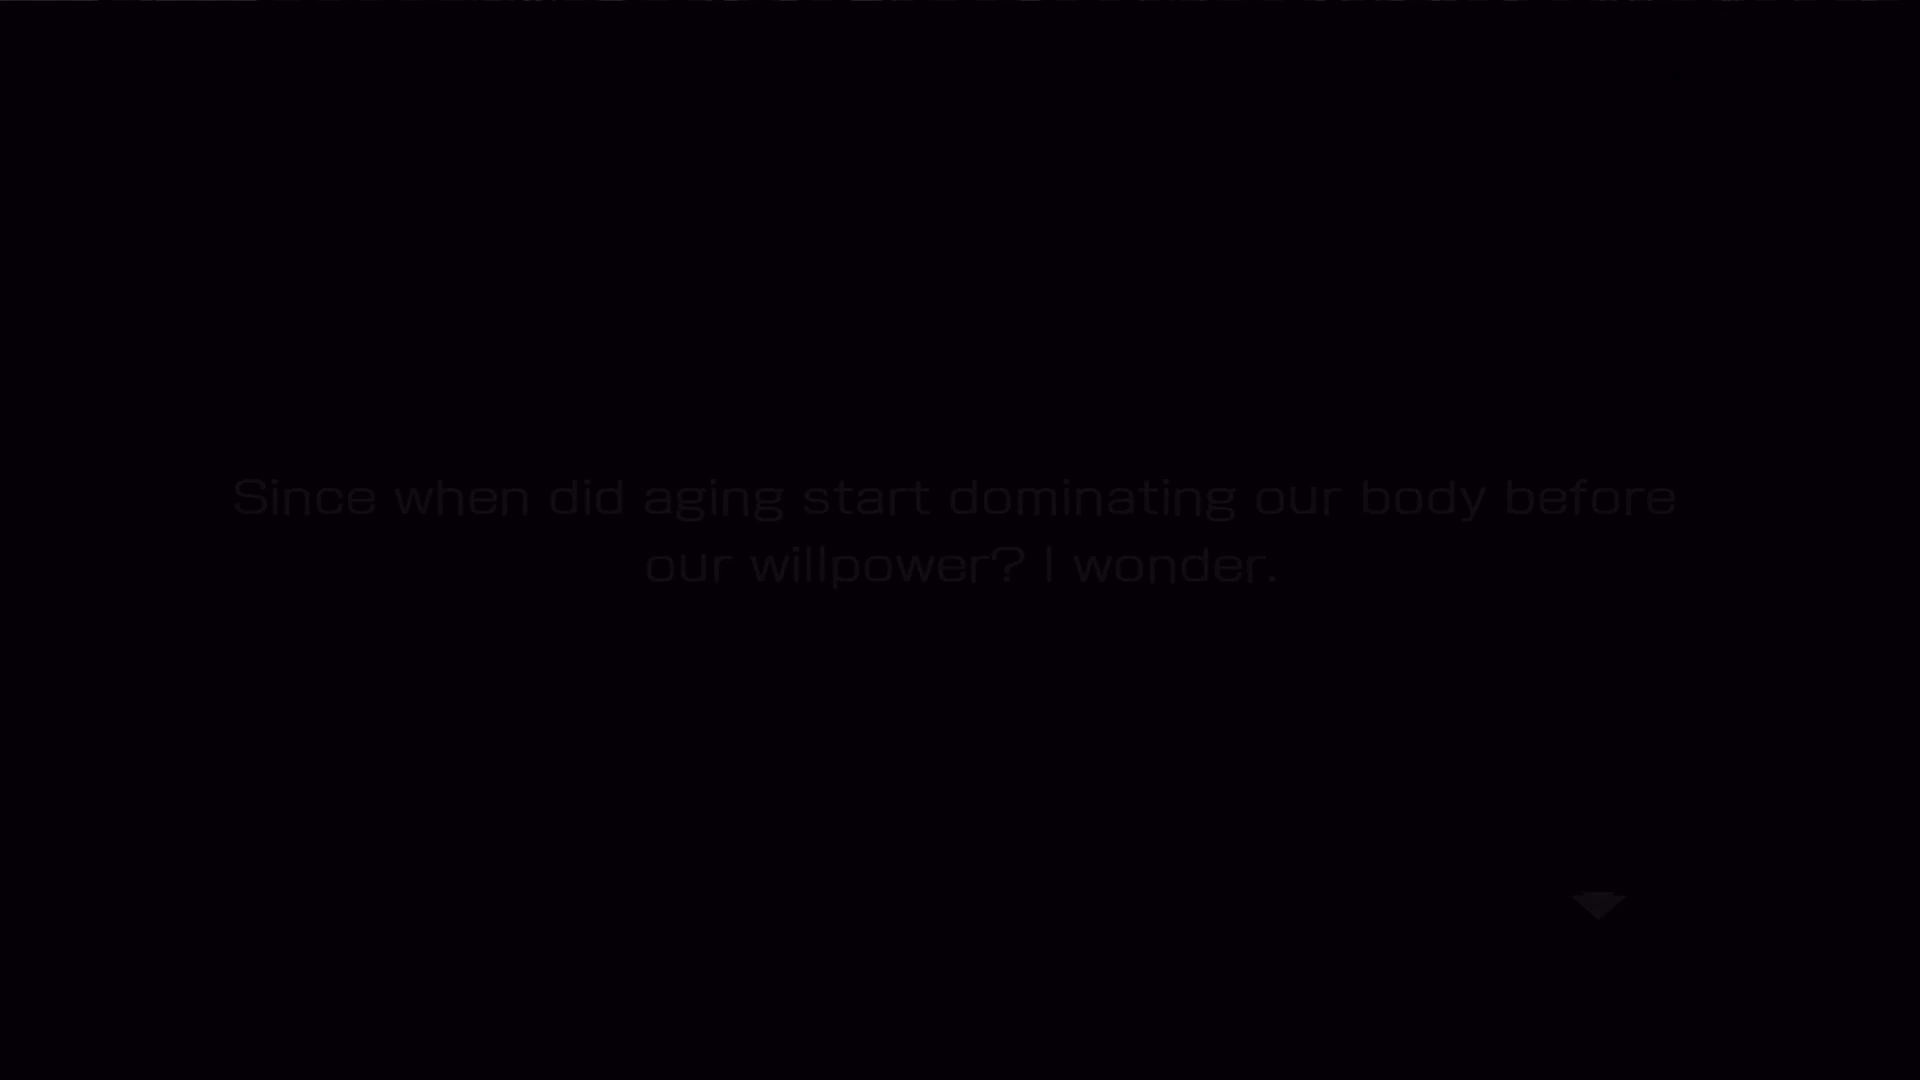 Since when did aging start dominating our body before
our willpower? I wonder.